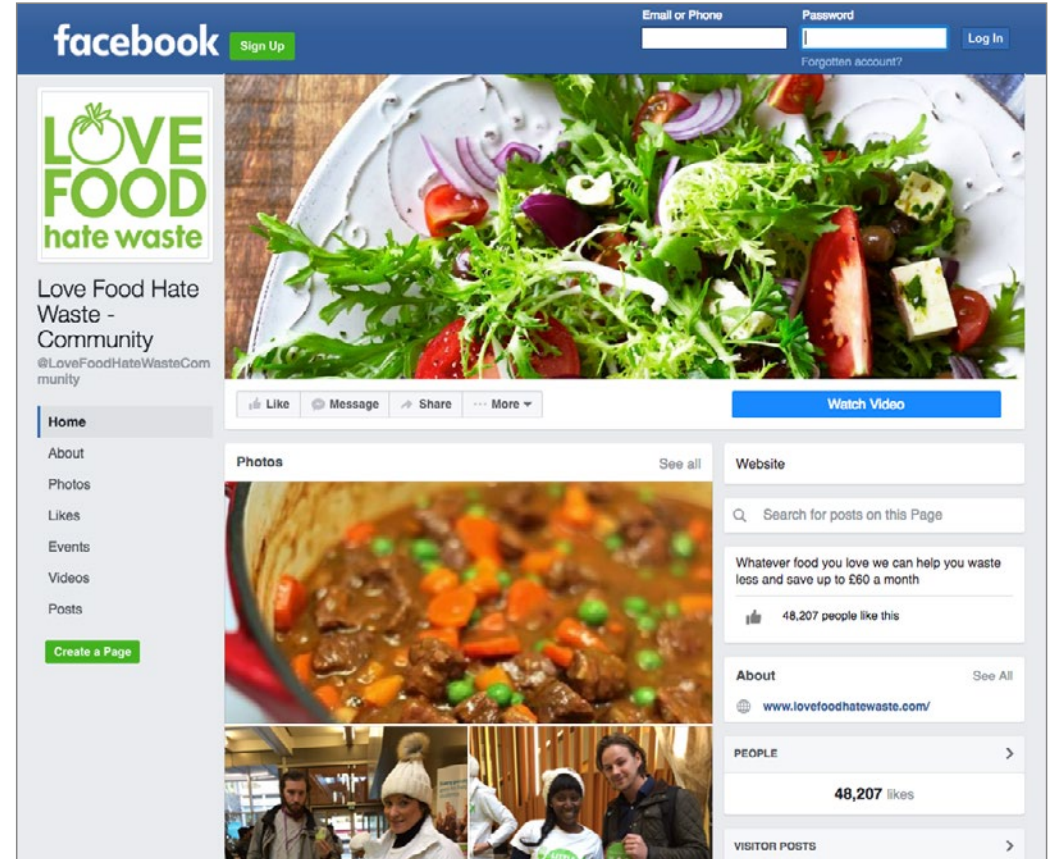 facebook
Sign Up
Email or Phone
Password
Log In
Forgotten account?
LOVE
FOOD
hate waste
Love Food Hate
Waste -
Community
@LoveFoodHateWasteCom
munity
Home
About
Photos
Likes
Events
Videos
Posts
Create a Page
Like
Message
Share
··· More
Watch Video
Photos
See all
Website
Search for posts on this Page
Whatever food you love we can help you waste
less and save up to £60 a month
48,207 people like this
About
See All
www.lovefoodhatewaste.com/
PEOPLE
48,207 likes
VISITOR POSTS